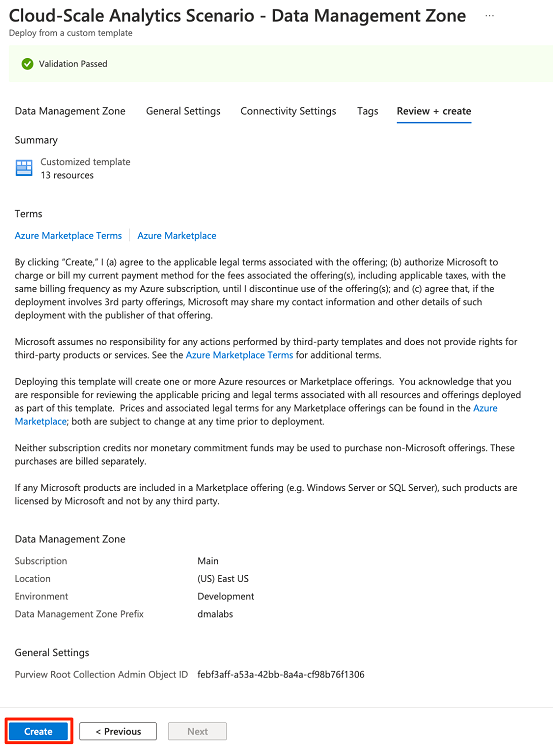 Cloud-Scale Analytics Scenario - Data Management Zone ...
Deploy from a custom template
Validation Passed
Data Management Zone General Settings Connectivity Settings Tags Review + create
Summary
Customized template
13 resources
Terms
Azure Marketplace Terms Azure Marketplace
By clicking "Create," I (a) agree to the applicable legal terms associated with the offering; (b) authorize Microsoft to
charge or bill my current payment method for the fees associated the offering(s), including applicable taxes, with the
same billing frequency as my Azure subscription, until I discontinue use of the offering(s); and (c) agree that, if the
deployment involves 3rd party offerings, Microsoft may share my contact information and other details of such
deployment with the publisher of that offering.
Microsoft assumes no responsibility for any actions performed by third-party templates and does not provide rights for
third-party products or services. See the Azure Marketplace Terms for additional terms.
Deploying this template will create one or more Azure resources or Marketplace offerings. You acknowledge that you
are responsible for reviewing the applicable pricing and legal terms associated with all resources and offerings deployed
as part of this template. Prices and associated legal terms for any Marketplace offerings can be found in the Azure
Marketplace; both are subject to change at any time prior to deployment.
Neither subscription credits nor monetary commitment funds may be used to purchase non-Microsoft offerings. These
purchases are billed separately.
If any Microsoft products are included in a Marketplace offering (e.g. Windows Server or SQL Server), such products are
licensed by Microsoft and not by any third party.
Data Management Zone
Subscription Main
Location (US) East US
Environment Development
Data Management Zone Prefix dmalabs
General Settings
Purview Root Collection Admin Object ID febf3aff-a53a-42bb-8a4a-cf98b76f1306
Create < Previous Next